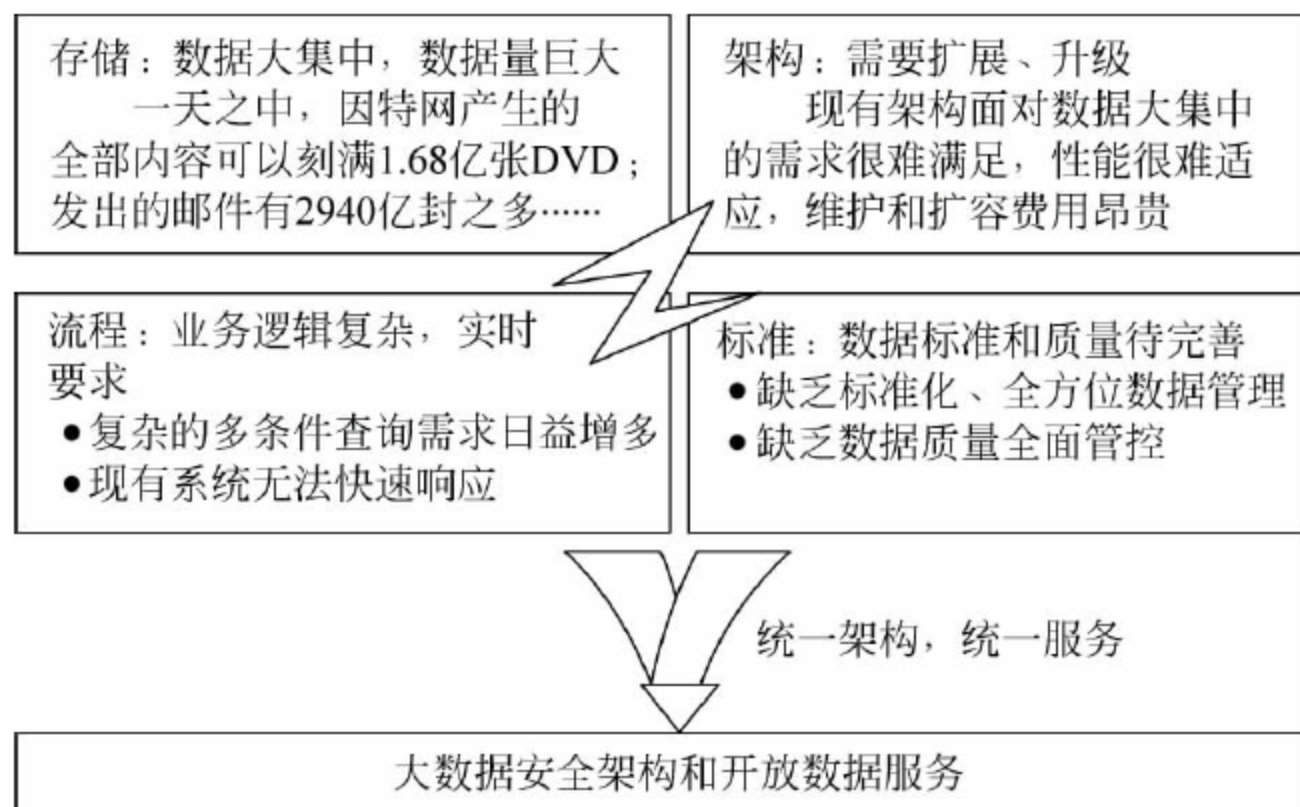 存储：数据大集中，数据量巨大
一天之中，因特网产生的
全部内容可以刻满1.68亿张DVD；
发出的邮件有2940亿封之多……
架构：需要扩展、升级
现有架构面对数据大集中
的需求很难满足，性能很难适
应，维护和扩容费用昂贵
流程：业务逻辑复杂，实时
要求
●复杂的多条件查询需求日益增多
●现有系统无法快速响应
标准：数据标准和质量待完善
●缺乏标准化、全方位数据管理
●缺乏数据质量全面管控
统一架构，统一服务
大数据安全架构和开放数据服务